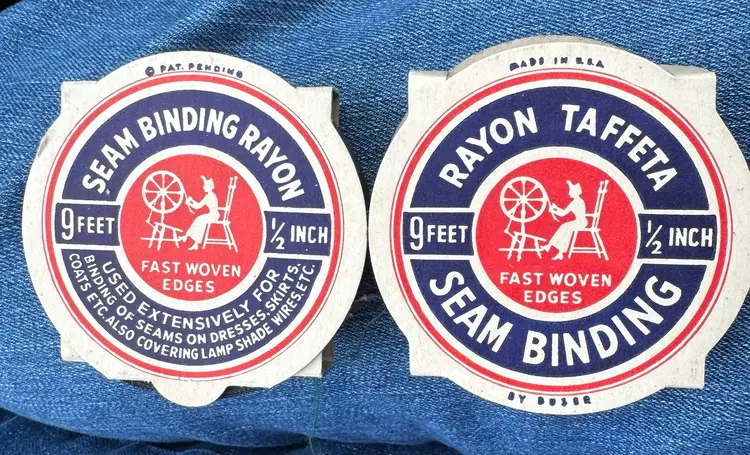 © PAT. PENDING
SEAM BINDING RAYON
9 FEET
1/2 INCH
FAST WOVEN
EDGES
USED EXTENSIVELY FOR
BINDING OF SEAMS ON DRESSES, SKIRTS,
COATS ETC. ALSO COVERING LAMP SHADE WIRES, ETC.
MADE IN U.S.A
RAYON TAFFETA
9 FEET
1/2 INCH
FAST WOVEN
EDGES
SEAM BINDING
BY BUSER